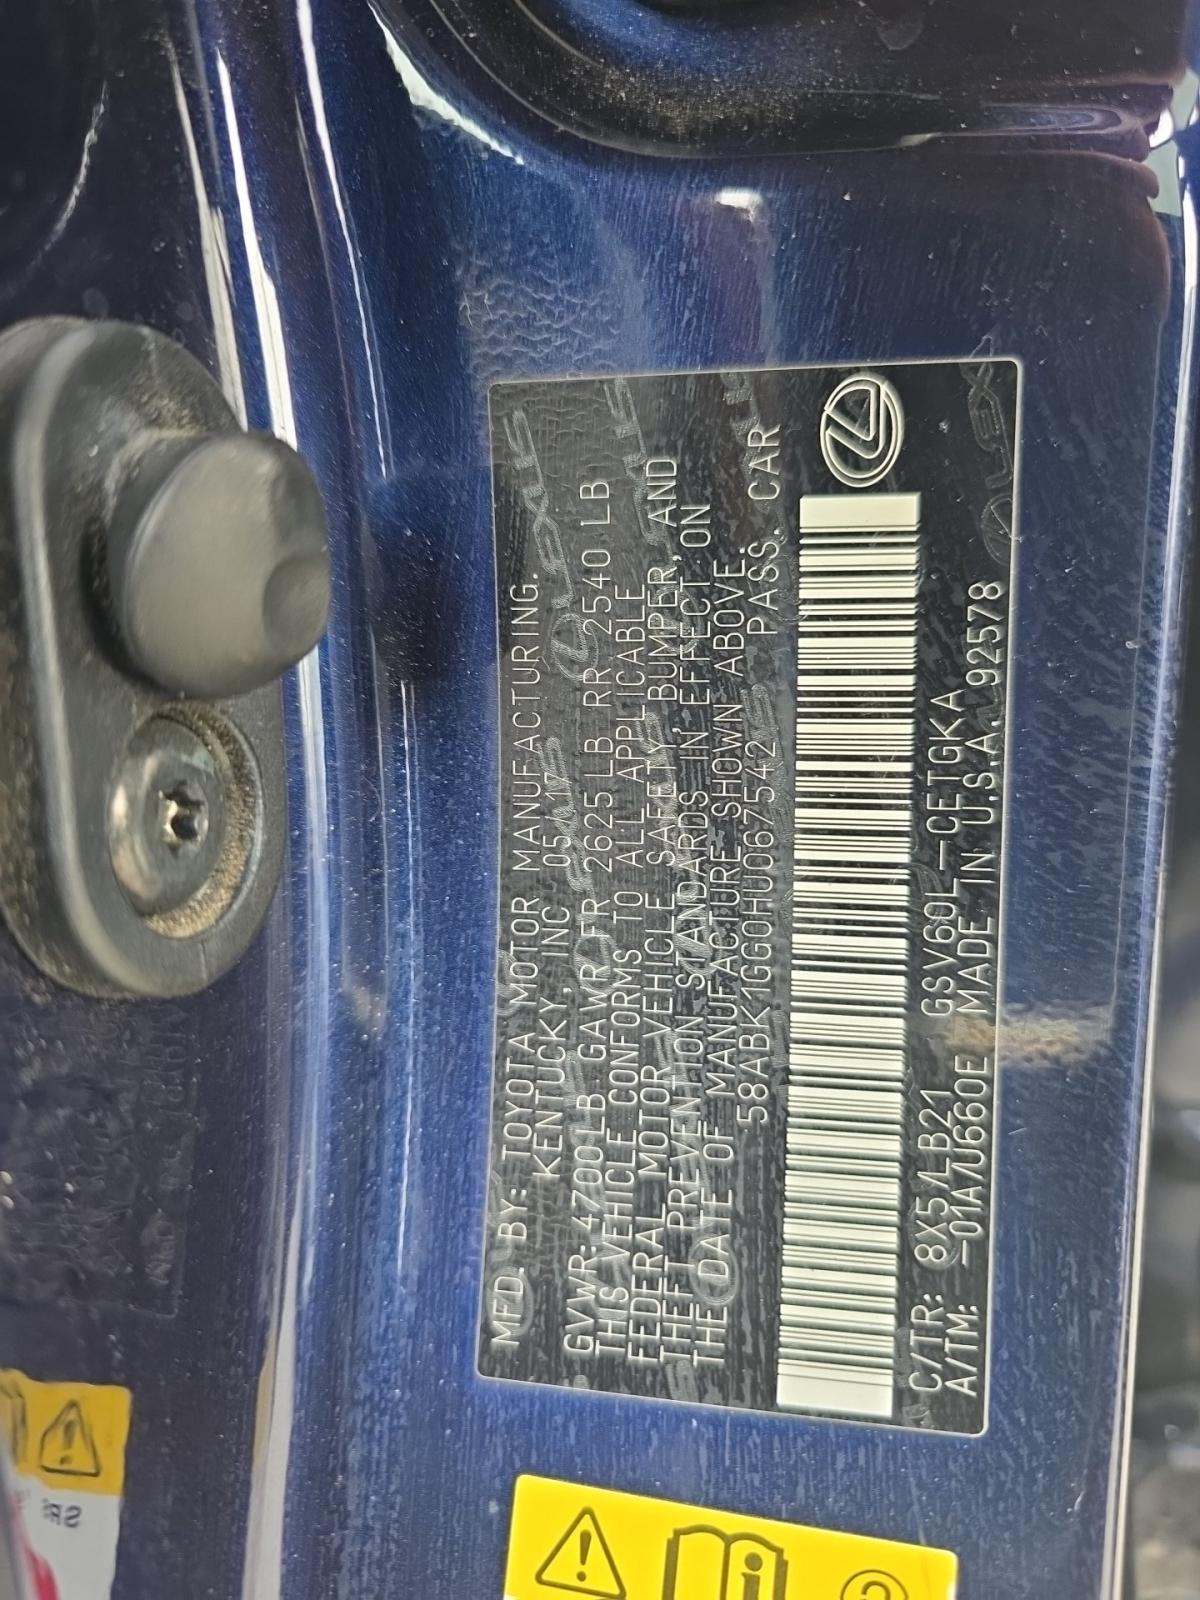 MFD. BY: TOYOTA MOTOR MANUFACTURING.
KENTUCKY, INC 05/17
GVWR: 4700LB GAWR FR 2625 LB RR 2540 LB
THIS VEHICLE CONFORMS TO ALL APPLICABLE
FEDERAL MOTOR VEHICLE SAFETY, BUMPER, AND
THEFT PREVENTION STANDARDS IN EFFECT ON
THE DATE OF MANUFACTURE SHOWN ABOVE.
58ABK1GG0HU067542 PASS. CAR
C/TR: 8X5/LB21 GSV60L-CETGKA
A/TM: -01A/U660E MADE IN U.S.A. 92578
LEXUS